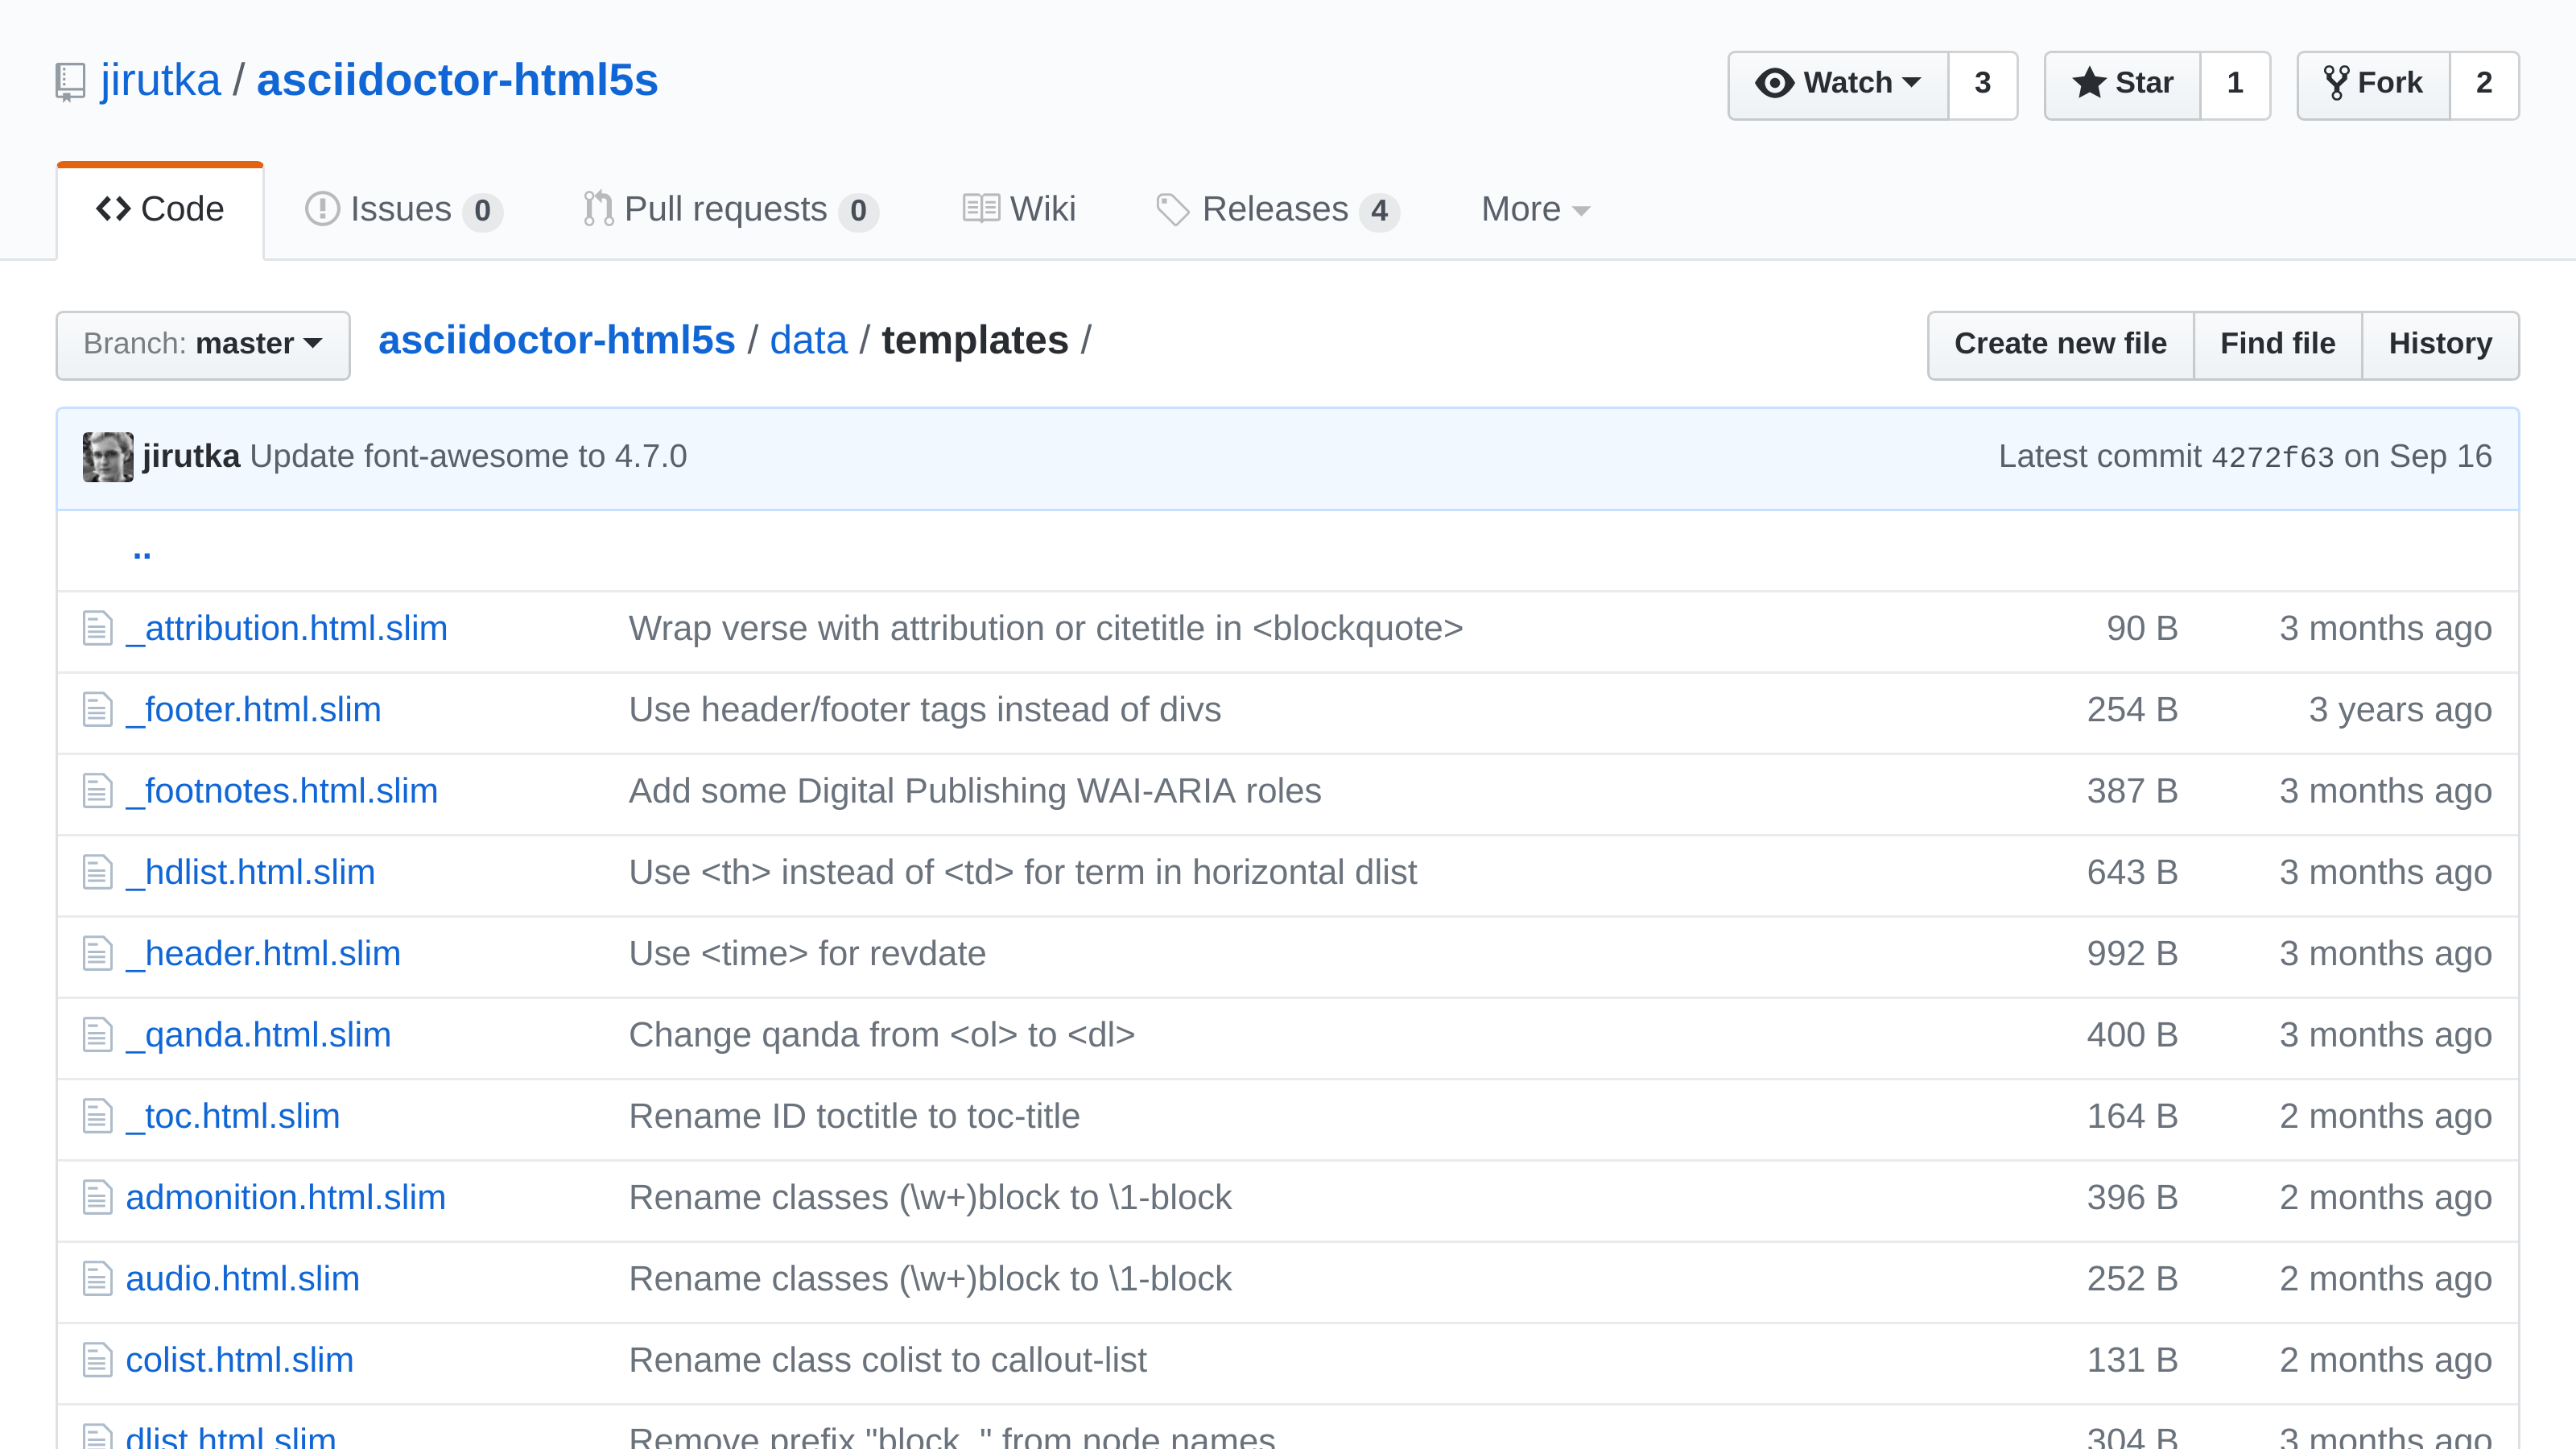 jirutka / asciidoctor-html5s Watch 3 Star 1 Fork 2
Code Issues 0 Pull requests 0 Wiki Releases 4 More
Branch: master asciidoctor-html5s / data / templates / Create new file Find file History
jirutka Update font-awesome to 4.7.0 Latest commit 4272f63 on Sep 16
..
_attribution.html.slim Wrap verse with attribution or citetitle in <blockquote> 90 B 3 months ago
_footer.html.slim Use header/footer tags instead of divs 254 B 3 years ago
_footnotes.html.slim Add some Digital Publishing WAI-ARIA roles 387 B 3 months ago
_hdlist.html.slim Use <th> instead of <td> for term in horizontal dlist 643 B 3 months ago
_header.html.slim Use <time> for revdate 992 B 3 months ago
_qanda.html.slim Change qanda from <ol> to <dl> 400 B 3 months ago
_toc.html.slim Rename ID toctitle to toc-title 164 B 2 months ago
admonition.html.slim Rename classes (\w+)block to \1-block 396 B 2 months ago
audio.html.slim Rename classes (\w+)block to \1-block 252 B 2 months ago
colist.html.slim Rename class colist to callout-list 131 B 2 months ago
dlist.html.slim Remove prefix "block_" from node names 304 B 3 months ago